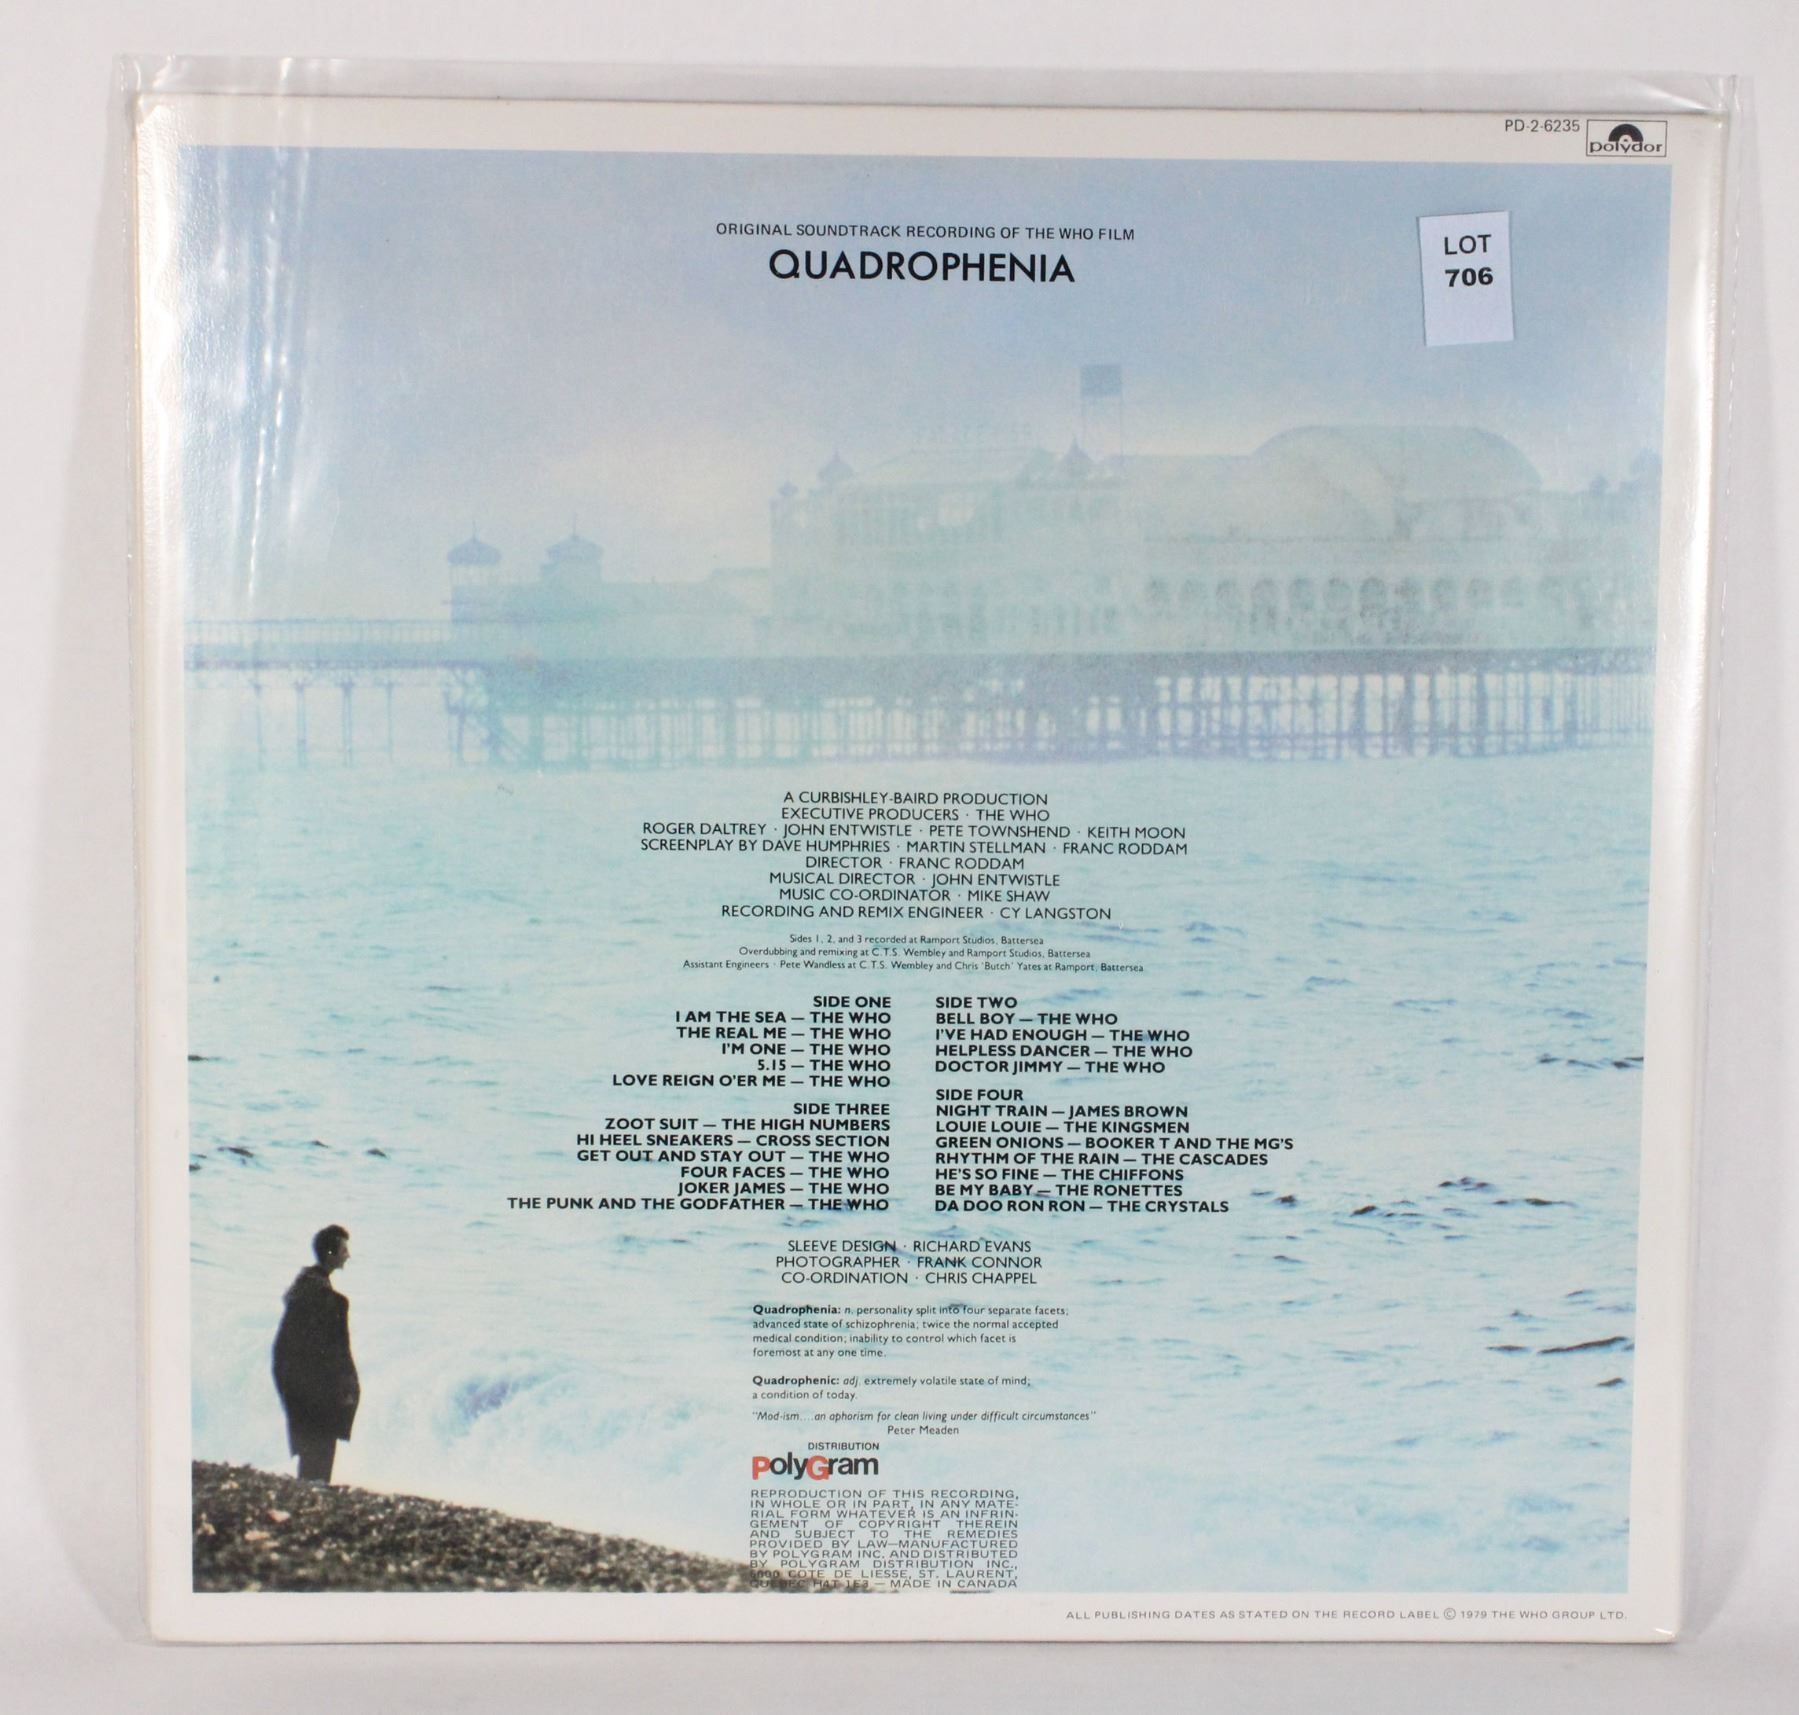 PD-2-6235
polydor
ORIGINAL SOUNDTRACK RECORDING OF THE WHO FILM
QUADROPHENIA
LOT
706
A CURBISHLEY-BAIRD PRODUCTION
EXECUTIVE PRODUCERS · THE WHO
ROGER DALTREY · JOHN ENTWISTLE · PETE TOWNSHEND · KEITH MOON
SCREENPLAY BY DAVE HUMPHRIES · MARTIN STELLMAN · FRANC RODDAM
DIRECTOR · FRANC RODDAM
MUSICAL DIRECTOR · JOHN ENTWISTLE
MUSIC CO-ORDINATOR · MIKE SHAW
RECORDING AND REMIX ENGINEER · CY LANGSTON
Sides 1, 2, and 3 recorded at Ramport Studios, Battersea
Overdubbing and remixing at C.T.S. Wembley and Ramport Studios, Battersea
Assistant Engineers · Pete Wandless at C.T.S. Wembley and Chris 'Butch' Yates at Ramport, Battersea
SIDE ONE
I AM THE SEA — THE WHO
THE REAL ME — THE WHO
I'M ONE — THE WHO
5.15 — THE WHO
LOVE REIGN O'ER ME — THE WHO
SIDE TWO
BELL BOY — THE WHO
I'VE HAD ENOUGH — THE WHO
HELPLESS DANCER — THE WHO
DOCTOR JIMMY — THE WHO
SIDE THREE
ZOOT SUIT — THE HIGH NUMBERS
HI HEEL SNEAKERS — CROSS SECTION
GET OUT AND STAY OUT — THE WHO
FOUR FACES — THE WHO
JOKER JAMES — THE WHO
THE PUNK AND THE GODFATHER — THE WHO
SIDE FOUR
NIGHT TRAIN — JAMES BROWN
LOUIE LOUIE — THE KINGSMEN
GREEN ONIONS — BOOKER T AND THE MG'S
RHYTHM OF THE RAIN — THE CASCADES
HE'S SO FINE — THE CHIFFONS
BE MY BABY — THE RONETTES
DA DOO RON RON — THE CRYSTALS
SLEEVE DESIGN · RICHARD EVANS
PHOTOGRAPHER · FRANK CONNOR
CO-ORDINATION · CHRIS CHAPPEL
Quadrophenia: n. personality split into four separate facets;
advanced state of schizophrenia; twice the normal accepted
medical condition; inability to control which facet is
foremost at any one time.
Quadrophenic: adj. extremely volatile state of mind;
a condition of today.
"Mod-ism....an aphorism for clean living under difficult circumstances"
Peter Meaden
DISTRIBUTION
PolyGram
REPRODUCTION OF THIS RECORDING,
IN WHOLE OR IN PART, IN ANY MATE-
RIAL FORM WHATEVER IS AN INFRIN-
GEMENT OF COPYRIGHT THEREIN
AND SUBJECT TO THE REMEDIES
PROVIDED BY LAW—MANUFACTURED
BY POLYGRAM INC. AND DISTRIBUTED
BY POLYGRAM DISTRIBUTION INC.,
6000 COTE DE LIESSE, ST. LAURENT,
QUEBEC H4T 1E3 — MADE IN CANADA
ALL PUBLISHING DATES AS STATED ON THE RECORD LABEL © 1979 THE WHO GROUP LTD.